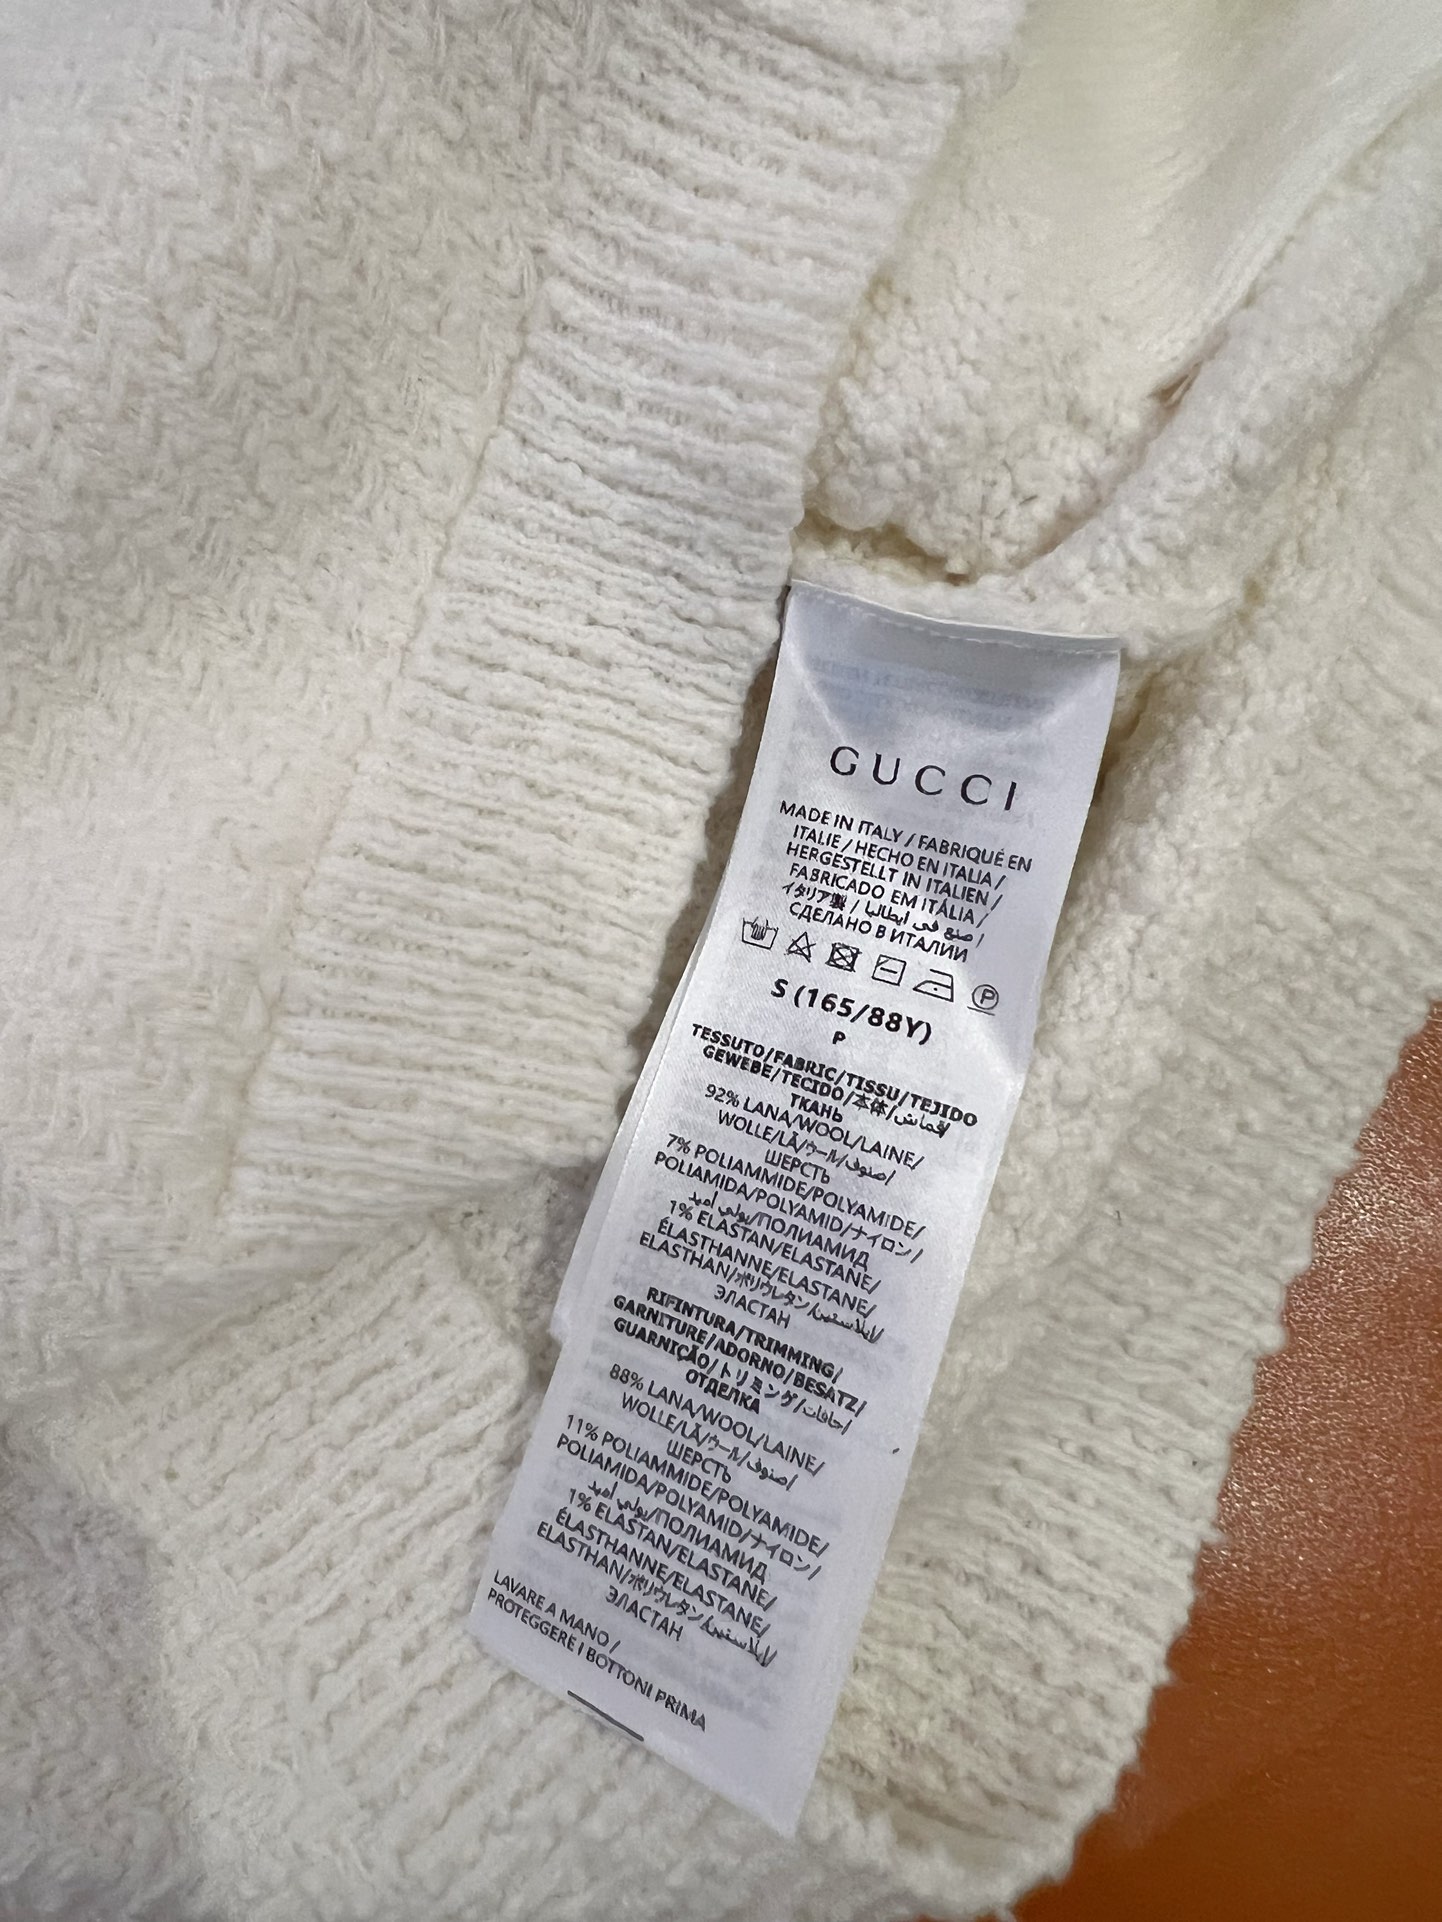 GUCCI
MADE IN ITALY / FABRIQUÉ EN
ITALIE / HECHO EN ITALIA /
HERGESTELLT IN ITALIEN /
FABRICADO EM ITÁLIA /
イタリア製 / صنع في ايطاليا /
СДЕЛАНО В ИТАЛИИ
P
S (165/88Y)
P
TESSUTO/FABRIC/TISSU/TEJIDO
GEWEBE/TECIDO/本体/اقماش
ТКАНЬ
92% LANA/WOOL/LAINE/
WOLLE/LÃ/ウール/اصنوف
ШЕРСТЬ
7% POLIAMMIDE/POLYAMIDE/
POLIAMIDA/POLYAMID/ナイロン/
بولي أميد/ПОЛИАМИД
1% ELASTAN/ELASTANE/
ÉLASTHANNE/ELASTANE/
ELASTHAN/ポリウレタン/
ЭЛАСТАН
RIFINTURA/TRIMMING/
GARNITURE/ADORNO/BESATZ/
GUARNIÇÃO/トリミング/احافات
ОТДЕЛКА
88% LANA/WOOL/LAINE/
WOLLE/LÃ/ウール/اصنوف
ШЕРСТЬ
11% POLIAMMIDE/POLYAMIDE/
POLIAMIDA/POLYAMID/ナイロン/
بولي أميد/ПОЛИАМИД
1% ELASTAN/ELASTANE/
ÉLASTHANNE/ELASTANE/
ELASTHAN/ポリウレタン/
ЭЛАСТАН
LAVARE A MANO /
PROTEGGERE I BOTTONI PRIMA